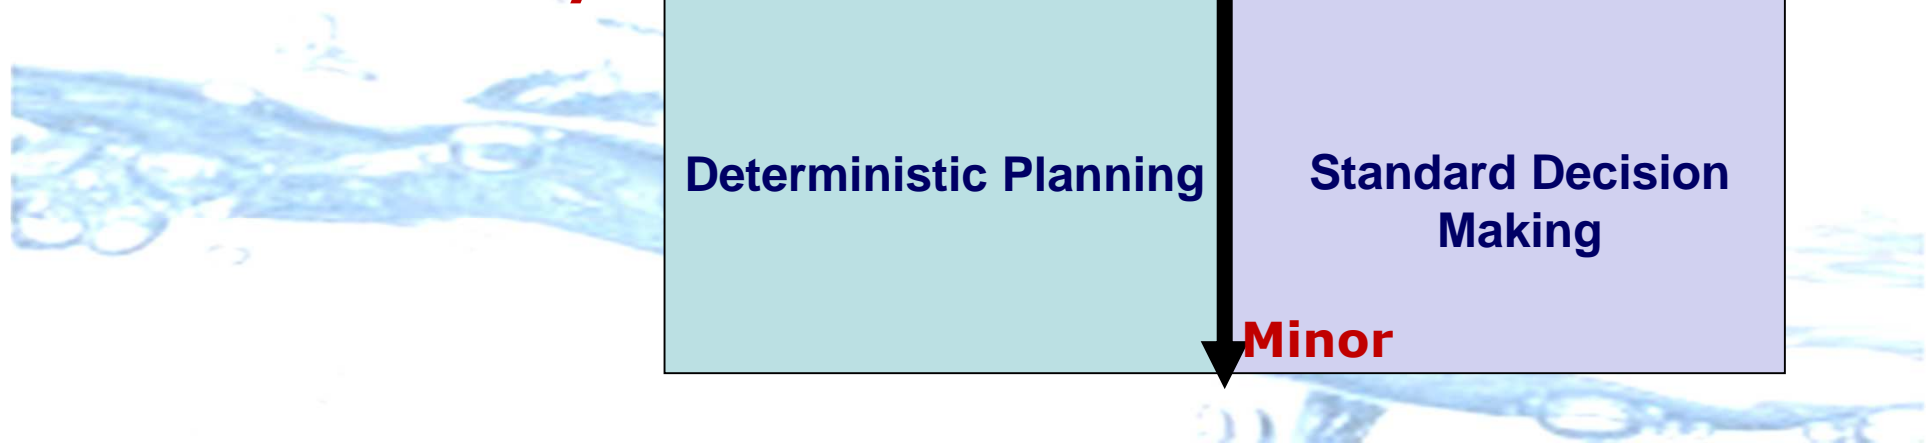 Deterministic Planning
Standard Decision
Making
Minor